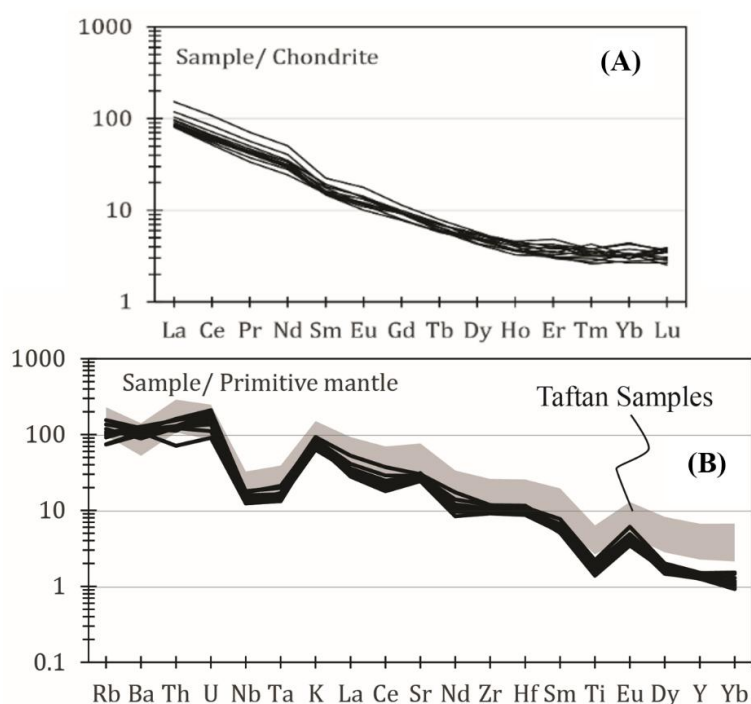 1000
Sample/ Chondrite
(A)
100
10
1
La Ce Pr Nd Sm Eu Gd Tb Dy Ho Er Tm Yb Lu
1000
Sample/ Primitive mantle
Taftan Samples
100
(B)
10
1
0.1
Rb Ba Th U Nb Ta K La Ce Sr Nd Zr Hf Sm Ti Eu Dy Y Yb